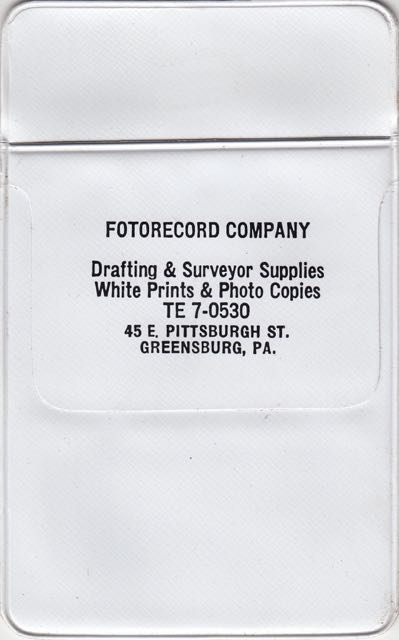 FOTORECORD COMPANY
Drafting & Surveyor Supplies
White Prints & Photo Copies
TE 7-0530
45 E. PITTSBURGH ST.
GREENSBURG, PA.